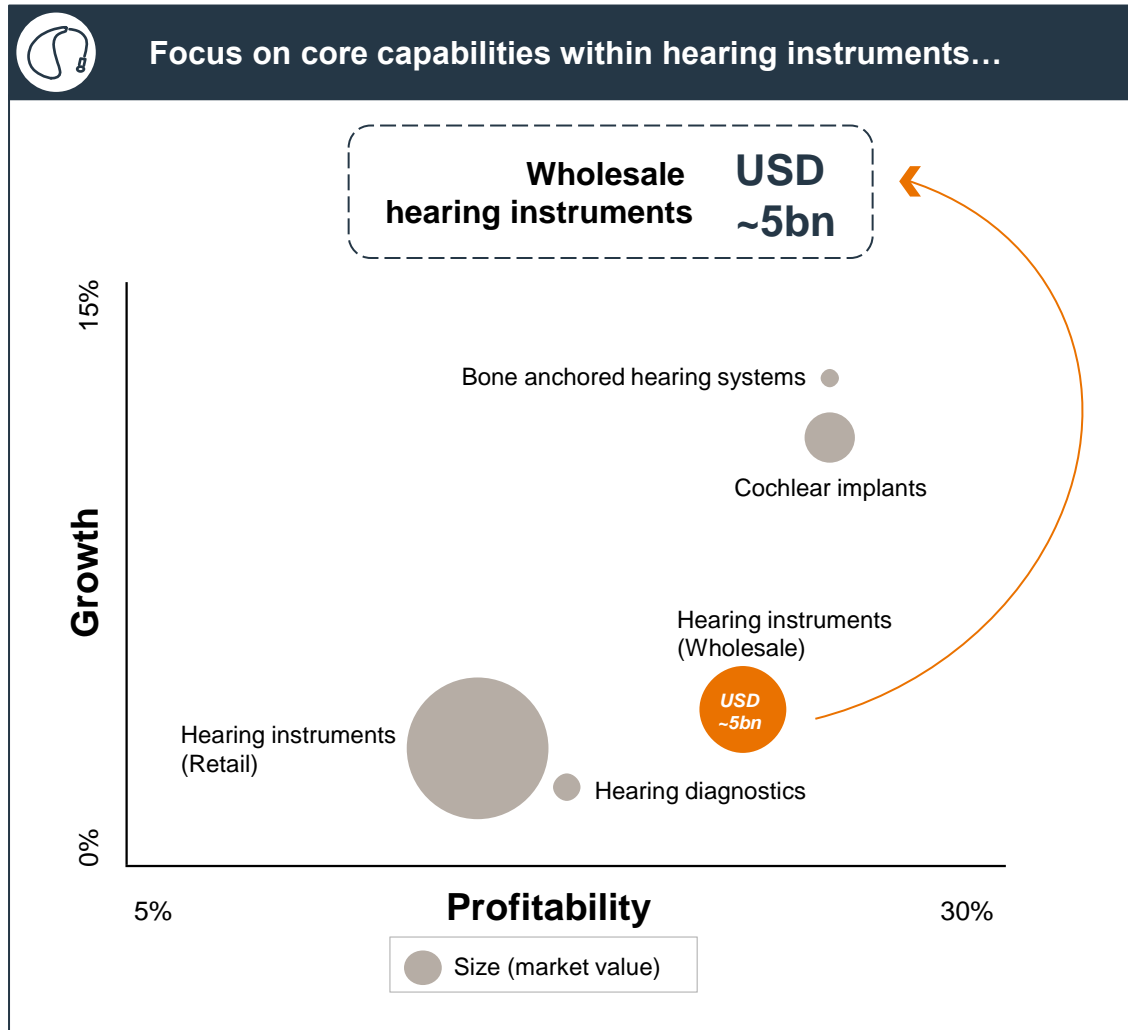 Focus on core capabilities within hearing instruments…
Wholesale
hearing instruments
USD
~5bn
15%
Bone anchored hearing systems
Cochlear implants
Growth
Hearing instruments
(Wholesale)
USD
~5bn
Hearing instruments
(Retail)
Hearing diagnostics
0%
5%
Profitability
30%
Size (market value)